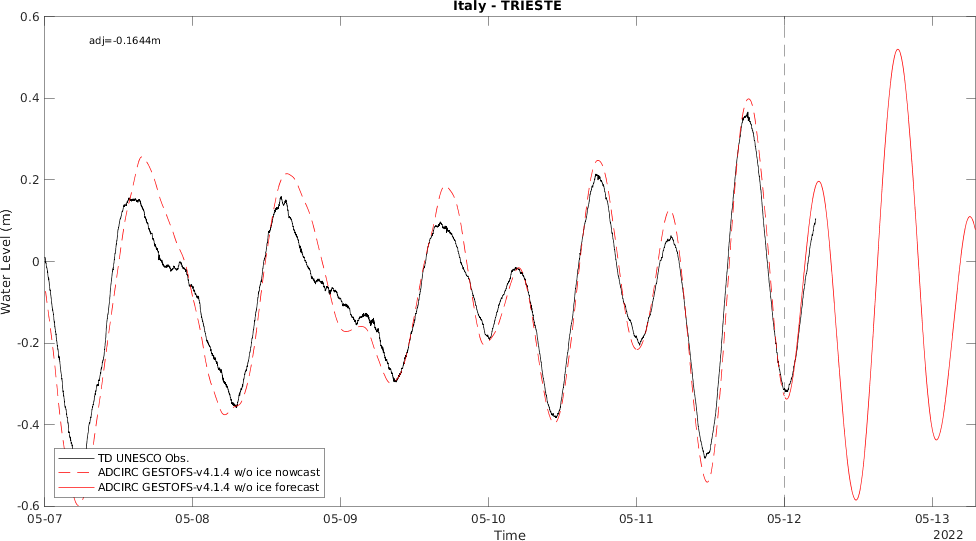 Italy - TRIESTE
adj=-0.1644m
0.6
0.4
0.2
0
-0.2
-0.4
-0.6
Water Level (m)
TD UNESCO Obs.
ADCIRC GESTOFS-v4.1.4 w/o ice nowcast
ADCIRC GESTOFS-v4.1.4 w/o ice forecast
05-07 05-08 05-09 05-10 05-11 05-12 05-13
Time
2022